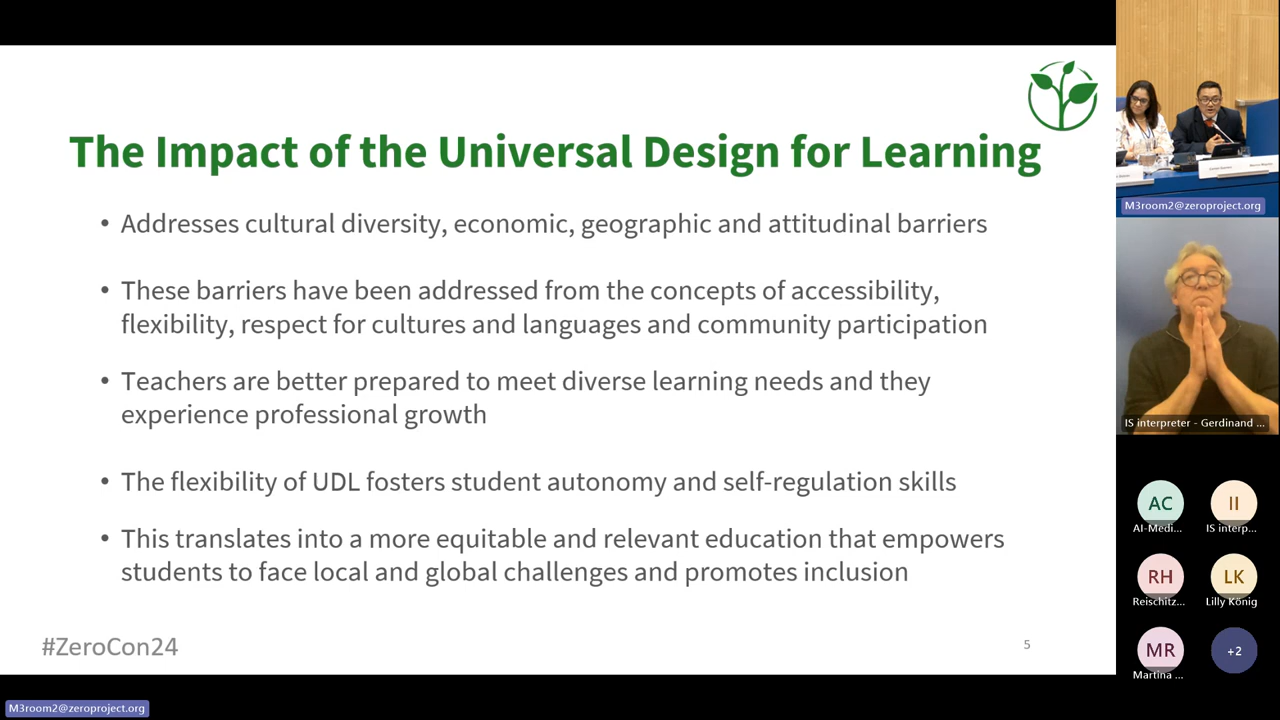 The Impact of the Universal Design for Learning
• Addresses cultural diversity, economic, geographic and attitudinal barriers
• These barriers have been addressed from the concepts of accessibility,
flexibility, respect for cultures and languages and community participation
• Teachers are better prepared to meet diverse learning needs and they
experience professional growth
• The flexibility of UDL fosters student autonomy and self-regulation skills
• This translates into a more equitable and relevant education that empowers
students to face local and global challenges and promotes inclusion
#ZeroCon24
5
M3room2@zeroproject.org
M3room2@zeroproject.org
IS interpreter - Gerdinand ...
AC
AI-Medi...
II
IS interp...
RH
Reischitz...
LK
Lilly König
MR
Martina ...
+2